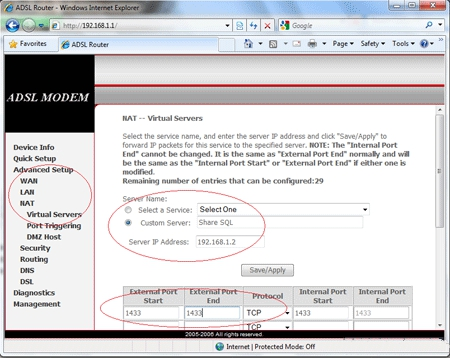 ADSL Router - Windows Internet Explorer
http://192.168.1.1/
Google
Favorites
ADSL Router
Page
Safety
Tools
ADSL MODEM
Device Info
Quick Setup
Advanced Setup
WAN
LAN
NAT
Virtual Servers
Port Triggering
DMZ Host
Security
Routing
DNS
DSL
Diagnostics
Management
NAT -- Virtual Servers
Select the service name, and enter the server IP address and click "Save/Apply" to
forward IP packets for this service to the specified server. NOTE: The "Internal Port
End" cannot be changed. It is the same as "External Port End" normally and will
be the same as the "Internal Port Start" or "External Port End" if either one is
modified.
Remaining number of entries that can be configured:29
Server Name:
Select a Service: Select One
Custom Server: Share SQL
Server IP Address: 192.168.1.2
Save/Apply
External Port Start External Port End Protocol Internal Port Start Internal Port End
1433 1433 TCP 1433 1433
TCP
2005-2006 All rights reserved.
Internet | Protected Mode: Off